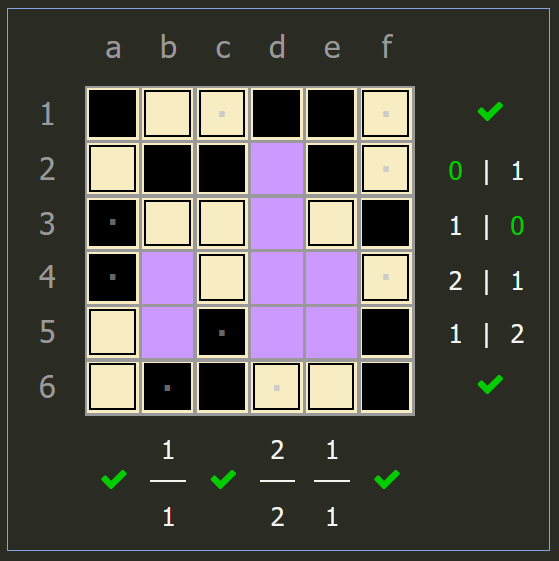 a b c d e f
1 ✓
2 0 | 1
3 1 | 0
4 2 | 1
5 1 | 2
6 ✓
1 2 1
✓ ✓ ✓
1 2 1